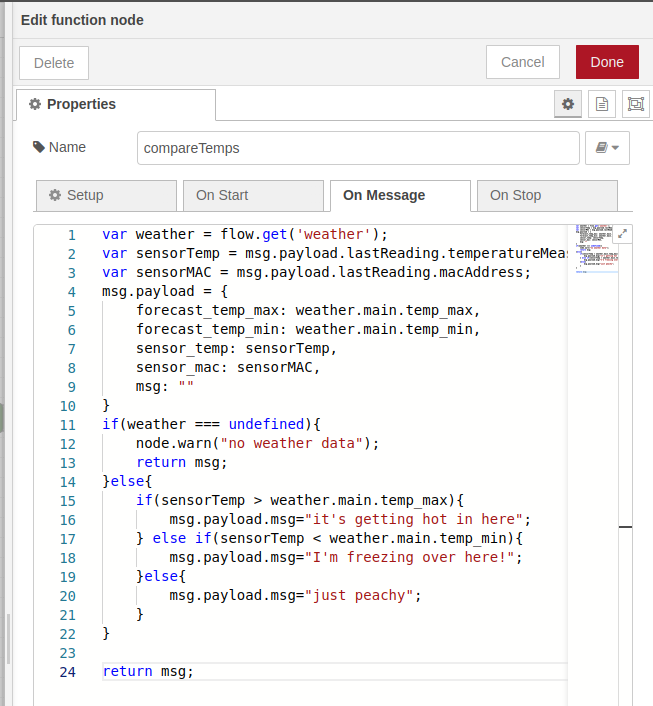 Edit function node
Delete
Cancel
Done
Properties
Name
compareTemps
Setup
On Start
On Message
On Stop
1 var weather = flow.get('weather');
2 var sensorTemp = msg.payload.lastReading.temperatureMeas
3 var sensorMAC = msg.payload.lastReading.macAddress;
4 msg.payload = {
5     forecast_temp_max: weather.main.temp_max,
6     forecast_temp_min: weather.main.temp_min,
7     sensor_temp: sensorTemp,
8     sensor_mac: sensorMAC,
9     msg: ""
10 }
11 if(weather === undefined){
12     node.warn("no weather data");
13     return msg;
14 }else{
15     if(sensorTemp > weather.main.temp_max){
16         msg.payload.msg="it's getting hot in here";
17     } else if(sensorTemp < weather.main.temp_min){
18         msg.payload.msg="I'm freezing over here!";
19     }else{
20         msg.payload.msg="just peachy";
21     }
22 }
23
24 return msg;